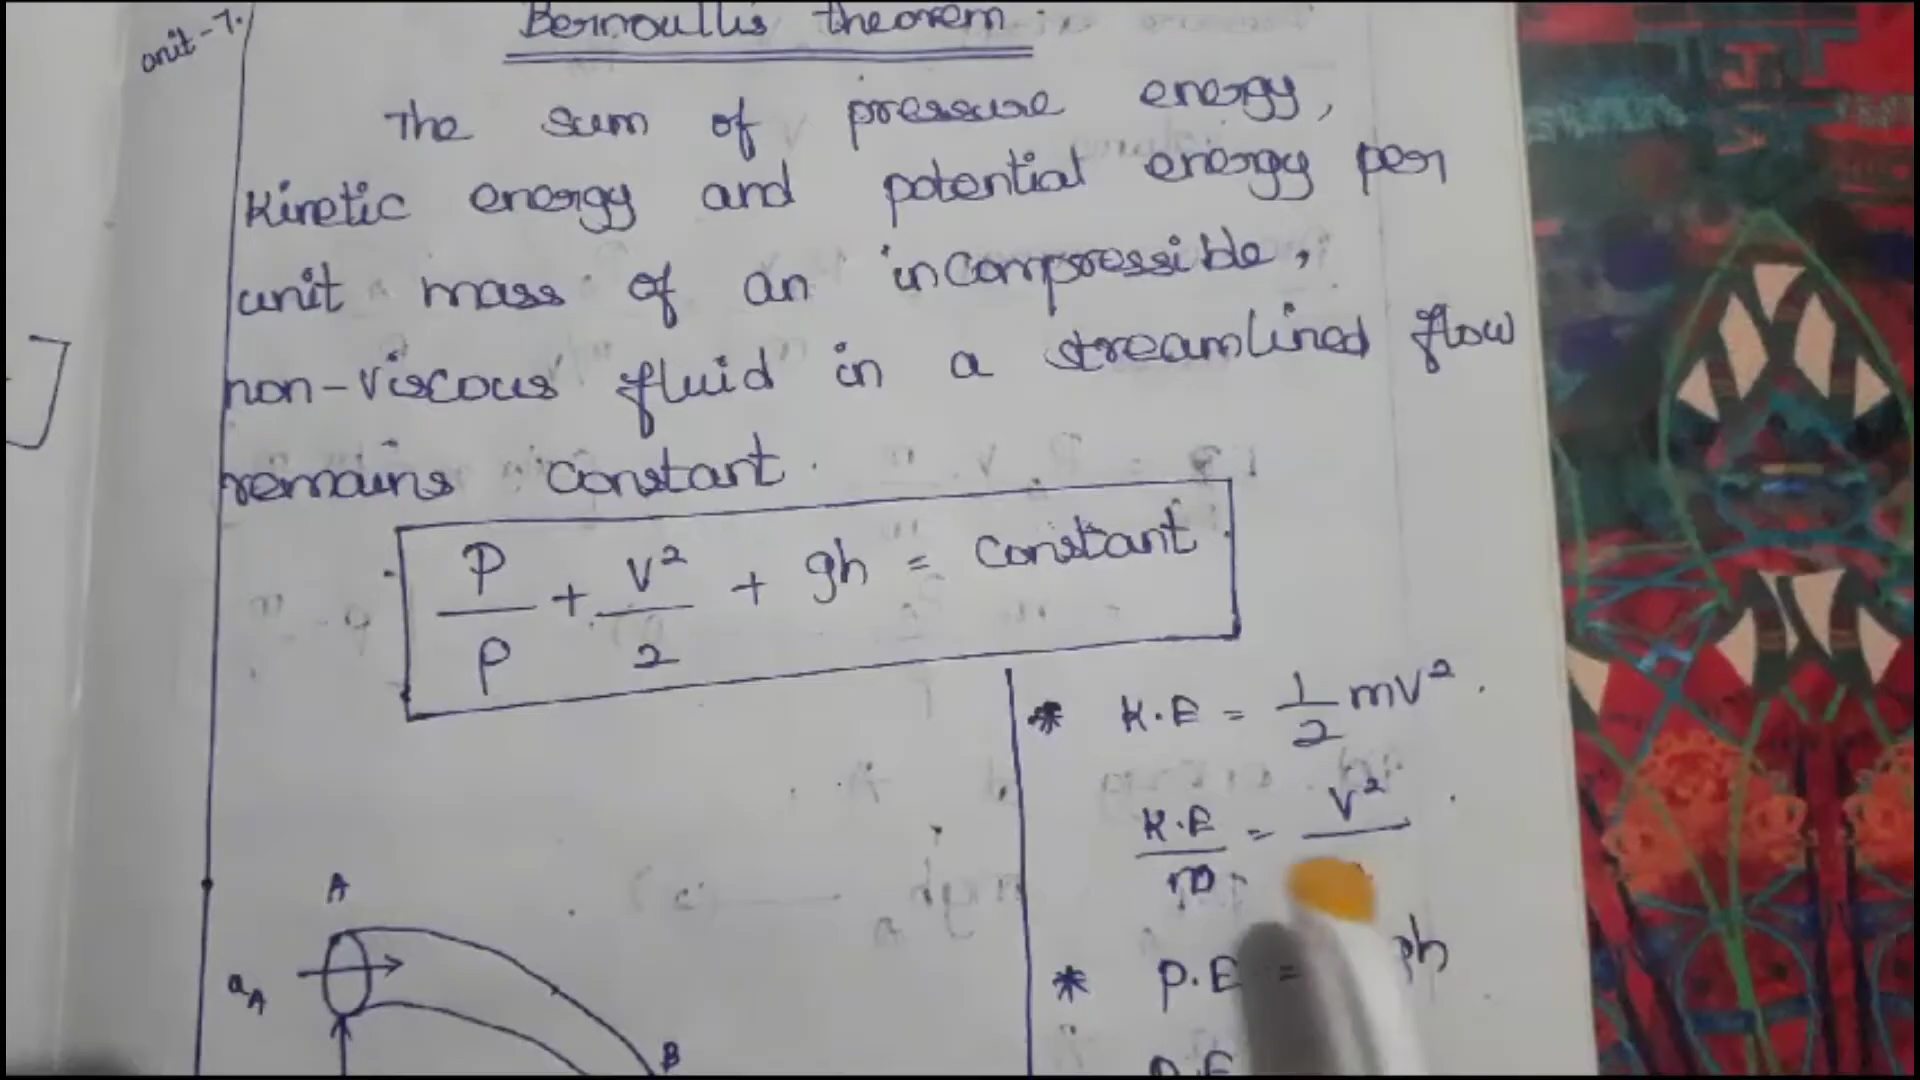 unit-7.
Bernoullis theorem.
The sum of pressure energy,
Kinetic energy and potential energy per
unit mass of an incompressible,
non-viscous fluid in a streamlined flow
remains constant.
P/ρ + V²/2 + gh = Constant
* K.E = 1/2 mV².
K.E/m = V²
* P.E =
P.E
A
a_A
B